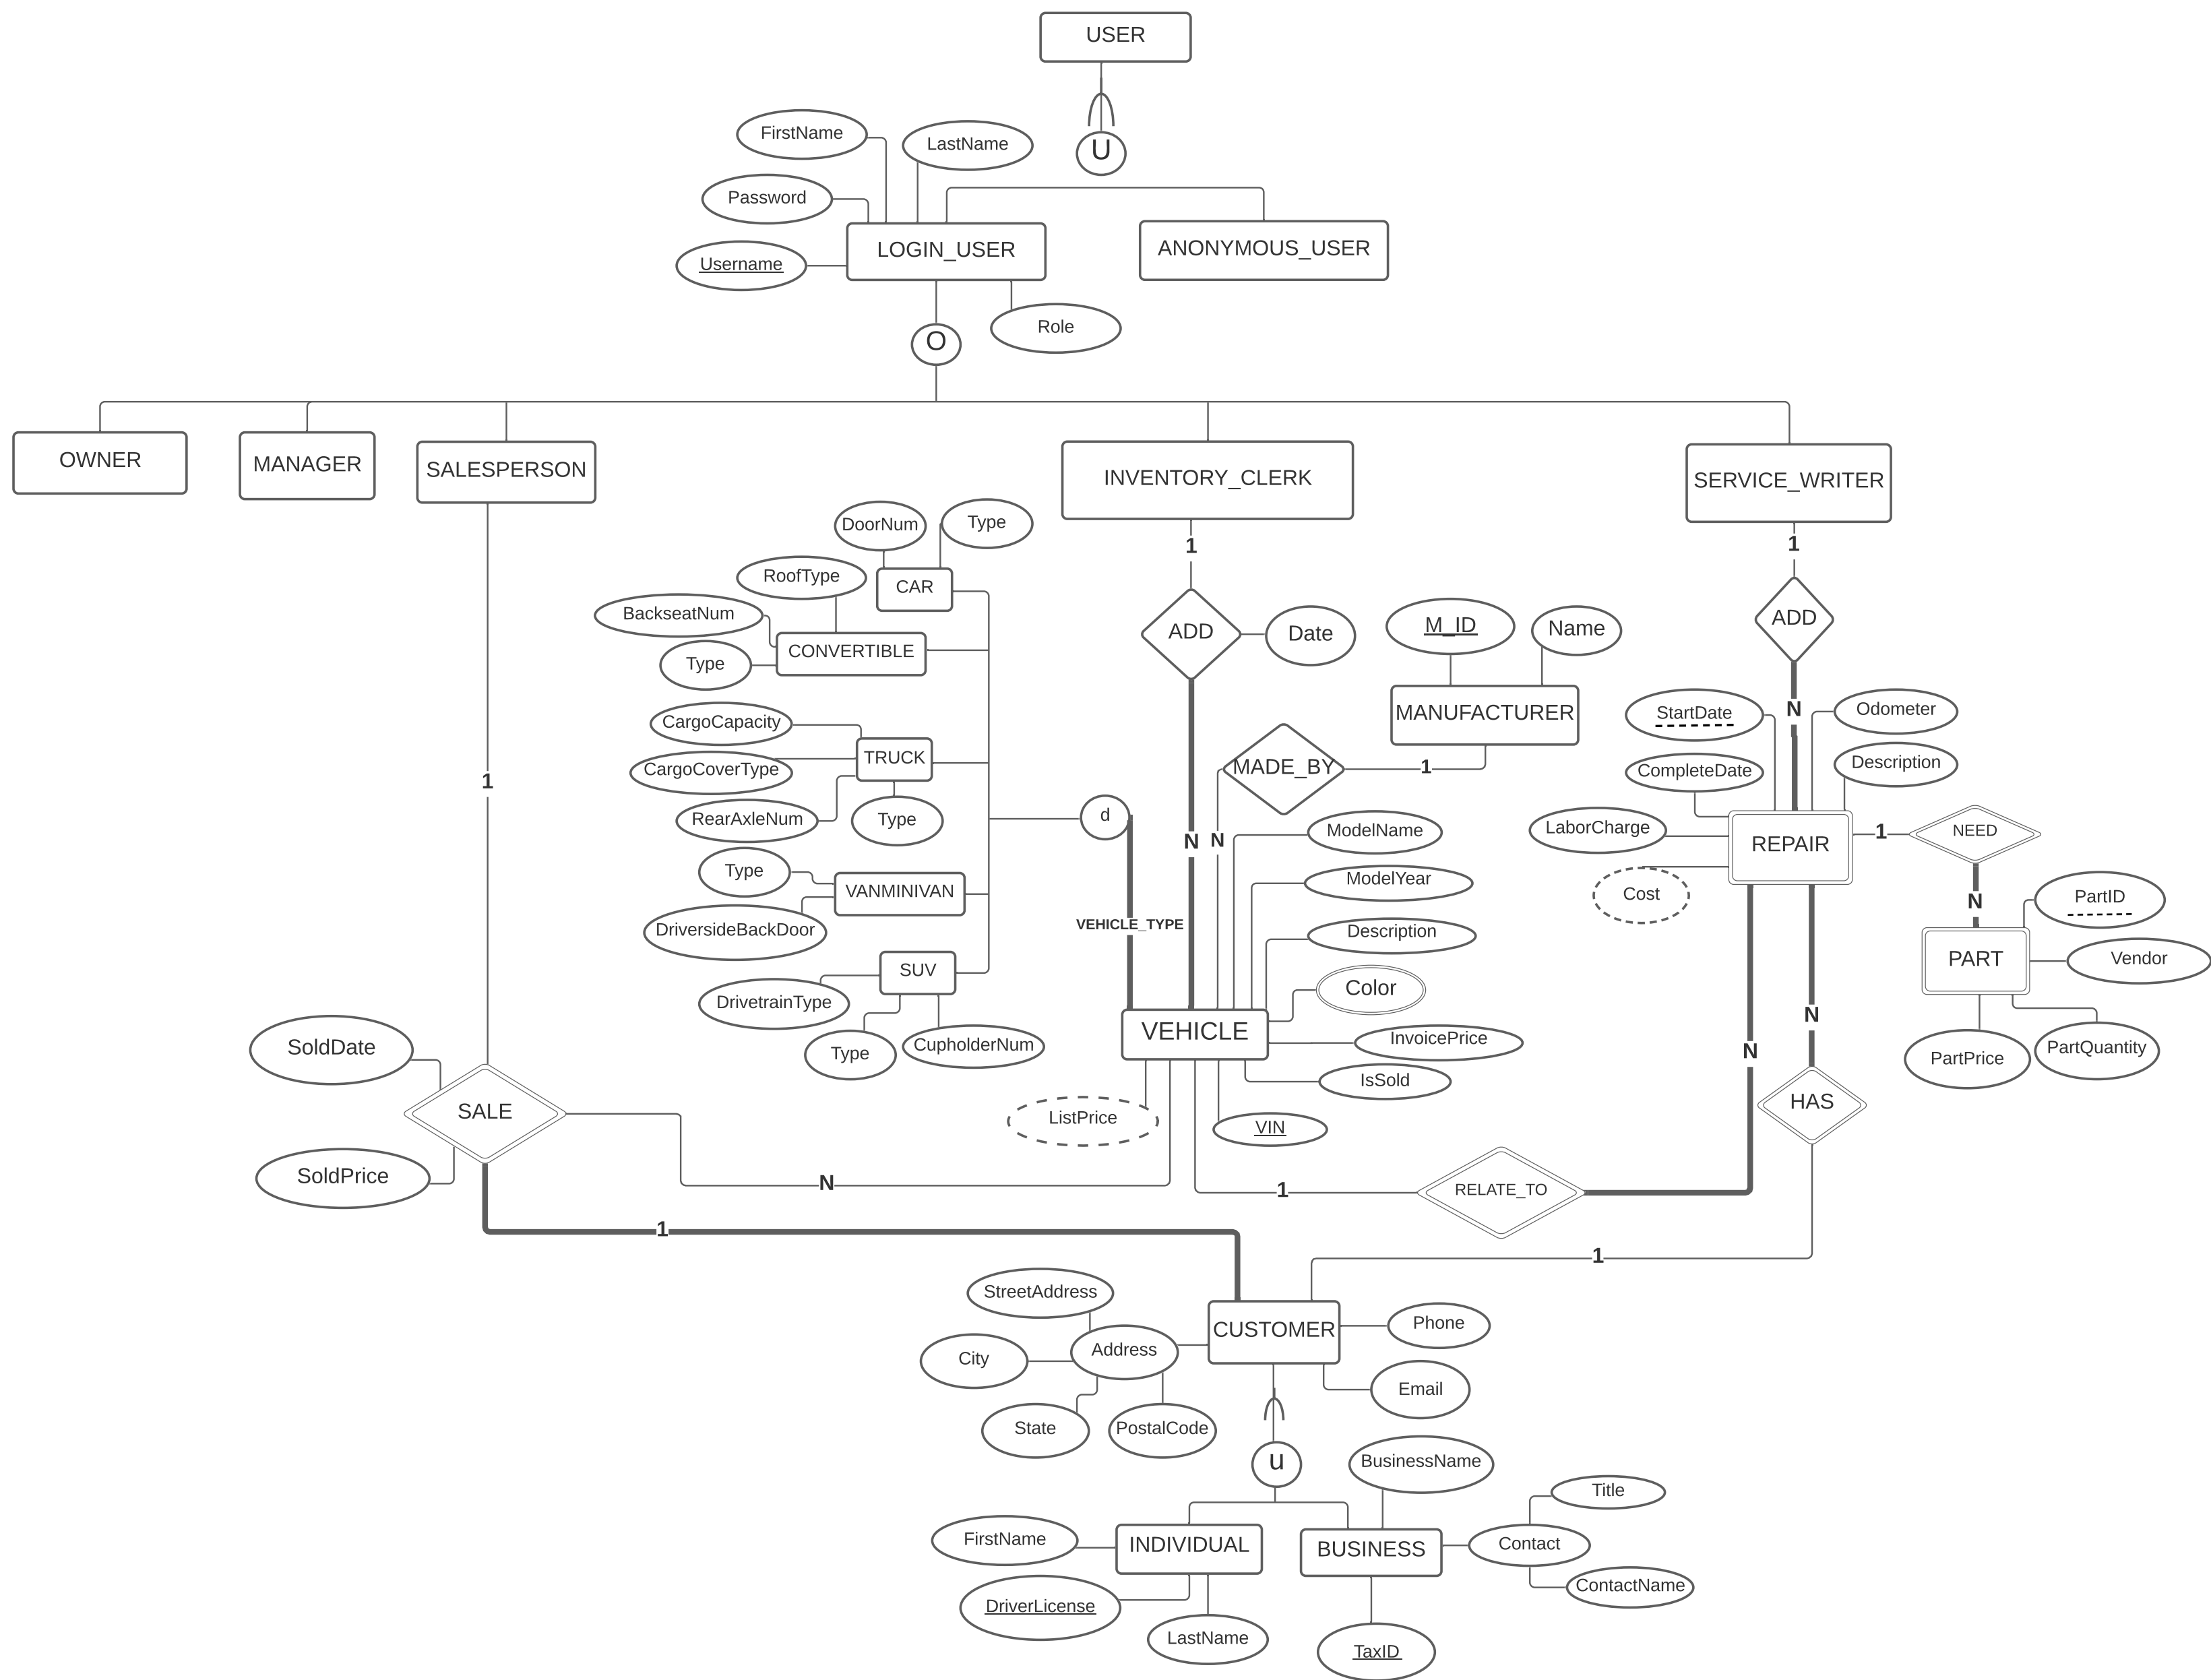 USER
U
FirstName
LastName
Password
Username
LOGIN_USER
ANONYMOUS_USER
Role
O
OWNER
MANAGER
SALESPERSON
INVENTORY_CLERK
SERVICE_WRITER
DoorNum
Type
CAR
RoofType
BackseatNum
CONVERTIBLE
Type
CargoCapacity
CargoCoverType
TRUCK
RearAxleNum
Type
Type
VANMINIVAN
DriversideBackDoor
SUV
DrivetrainType
Type
CupholderNum
d
VEHICLE_TYPE
1
ADD
Date
N
M_ID
Name
MANUFACTURER
MADE_BY
1
N
ModelName
ModelYear
Description
Color
InvoicePrice
IsSold
VIN
ListPrice
VEHICLE
1
ADD
N
StartDate
Odometer
CompleteDate
Description
LaborCharge
Cost
REPAIR
1
NEED
N
PartID
PART
Vendor
PartPrice
PartQuantity
N
N
HAS
RELATE_TO
1
1
1
SoldDate
SALE
SoldPrice
N
1
StreetAddress
City
Address
State
PostalCode
CUSTOMER
Phone
Email
u
BusinessName
Title
FirstName
INDIVIDUAL
BUSINESS
Contact
ContactName
DriverLicense
LastName
TaxID